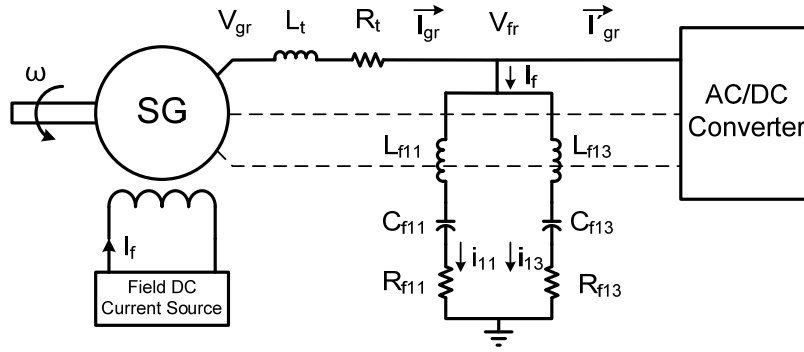 V_gr L_t R_t I_gr V_fr I'_gr
ω
SG
I_f
AC/DC
Converter
L_f11 L_f13
C_f11 C_f13
i_11 i_13
R_f11 R_f13
I_f
Field DC
Current Source